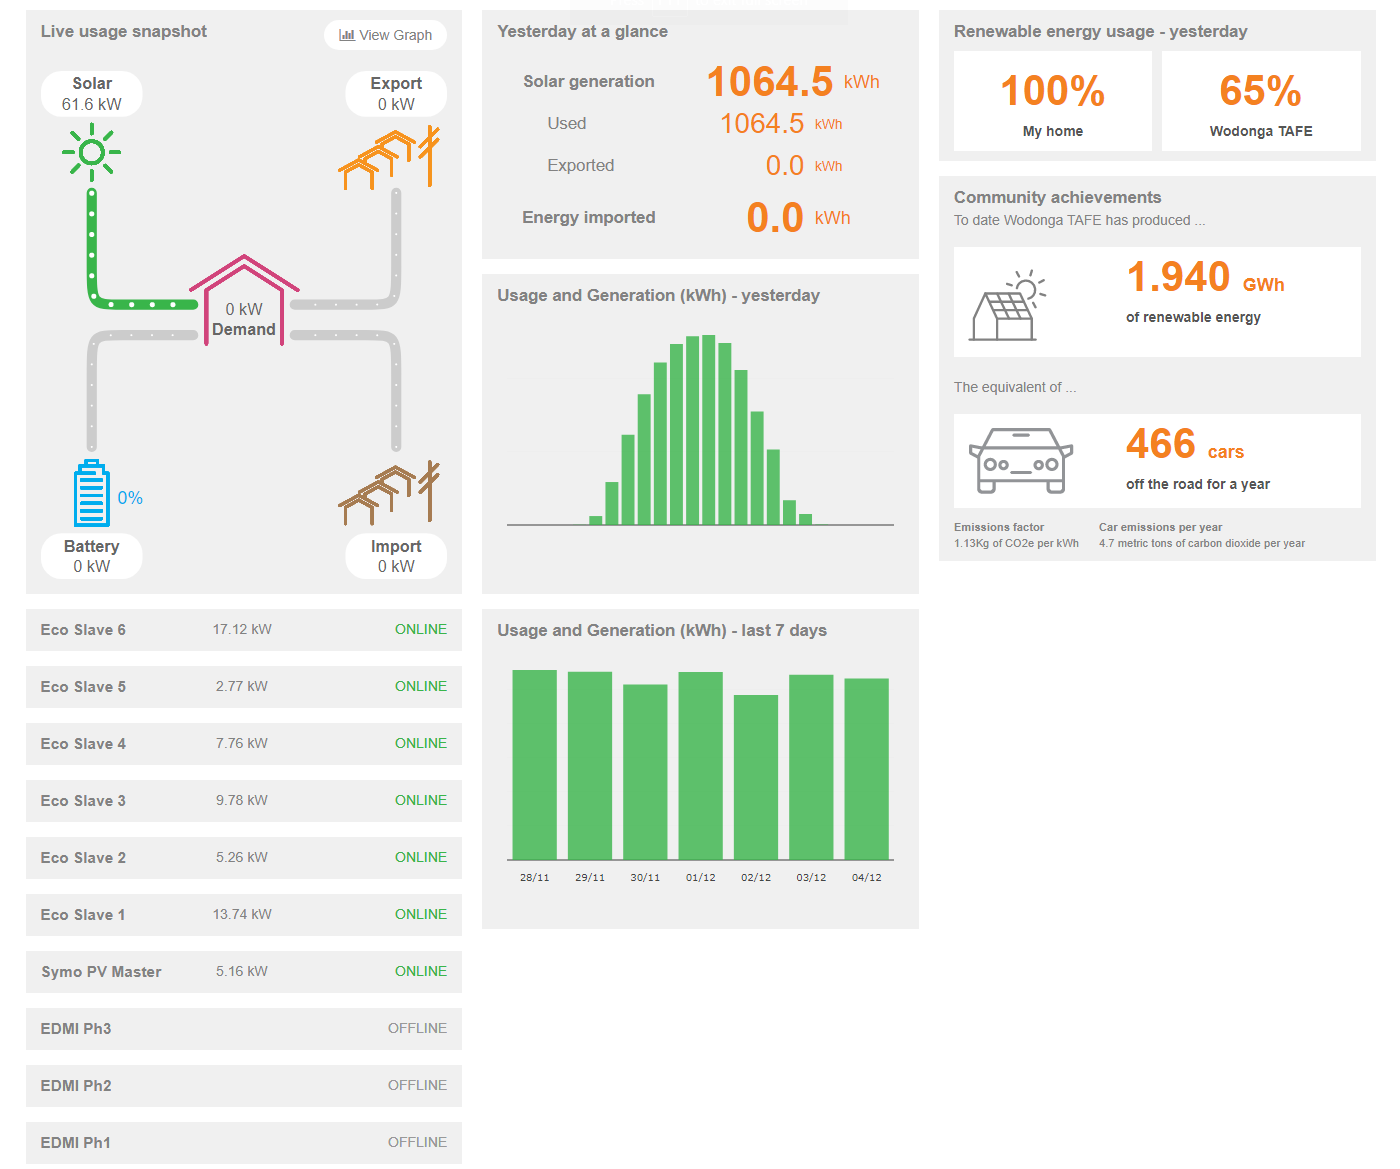 Live usage snapshot
View Graph
Solar
61.6 kW
Export
0 kW
0 kW
Demand
0%
Battery
0 kW
Import
0 kW
Eco Slave 6 17.12 kW ONLINE
Eco Slave 5 2.77 kW ONLINE
Eco Slave 4 7.76 kW ONLINE
Eco Slave 3 9.78 kW ONLINE
Eco Slave 2 5.26 kW ONLINE
Eco Slave 1 13.74 kW ONLINE
Symo PV Master 5.16 kW ONLINE
EDMI Ph3 OFFLINE
EDMI Ph2 OFFLINE
EDMI Ph1 OFFLINE
Yesterday at a glance
Solar generation 1064.5 kWh
Used 1064.5 kWh
Exported 0.0 kWh
Energy imported 0.0 kWh
Usage and Generation (kWh) - yesterday
Usage and Generation (kWh) - last 7 days
28/11 29/11 30/11 01/12 02/12 03/12 04/12
Renewable energy usage - yesterday
100%
My home
65%
Wodonga TAFE
Community achievements
To date Wodonga TAFE has produced ...
1.940 GWh
of renewable energy
The equivalent of ...
466 cars
off the road for a year
Emissions factor
1.13Kg of CO2e per kWh
Car emissions per year
4.7 metric tons of carbon dioxide per year